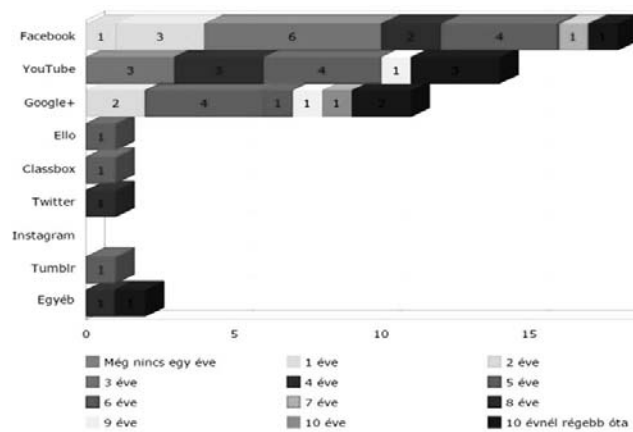 Facebook 1 3 6 2 4 1 1
YouTube 3 3 4 1 3
Google+ 2 4 1 1 1 2
Ello 1
Classbox 1
Twitter 1
Instagram
Tumblr 1
Egyéb 1 1
0 5 10 15
Még nincs egy éve 1 éve 2 éve
3 éve 4 éve 5 éve
6 éve 7 éve 8 éve
9 éve 10 éve 10 évnél régebb óta